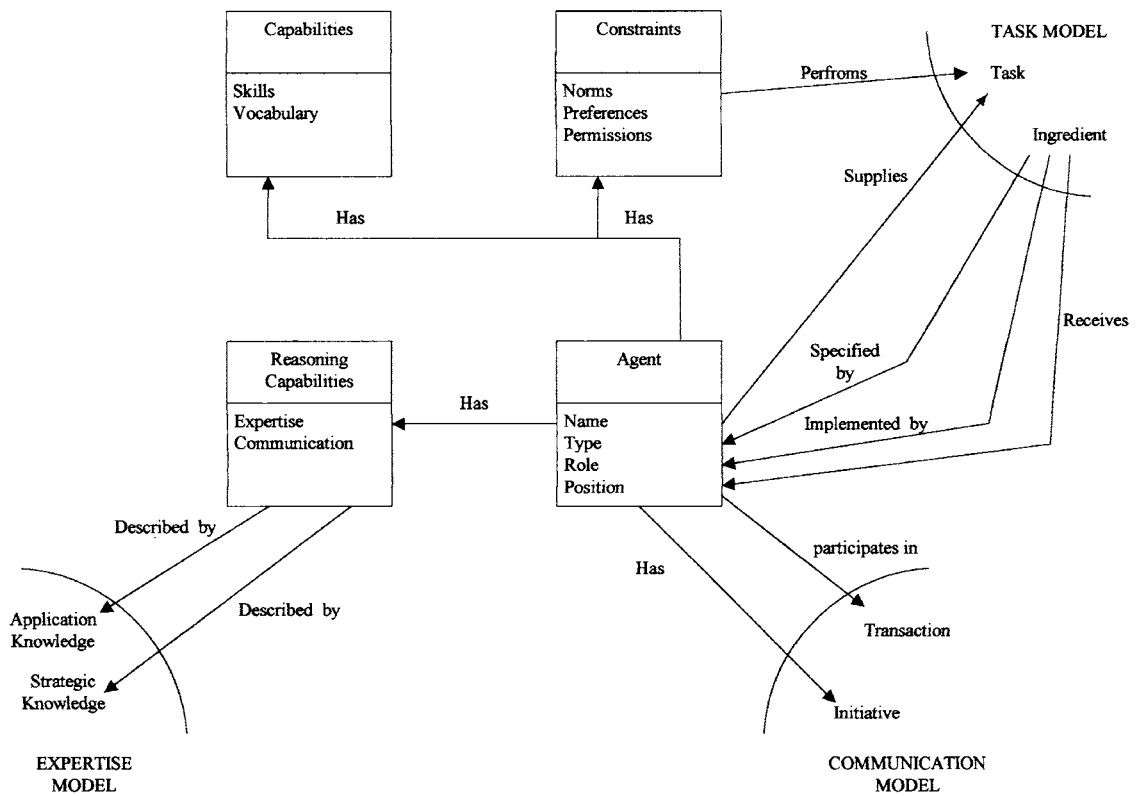 Capabilities
Skills
Vocabulary
Constraints
Norms
Preferences
Permissions
Perfroms
TASK MODEL
Task
Ingredient
Supplies
Has
Has
Receives
Specified
by
Implemented by
Reasoning
Capabilities
Expertise
Communication
Has
Agent
Name
Type
Role
Position
Described by
Described by
Has
participates in
Application
Knowledge
Strategic
Knowledge
Transaction
Initiative
EXPERTISE
MODEL
COMMUNICATION
MODEL